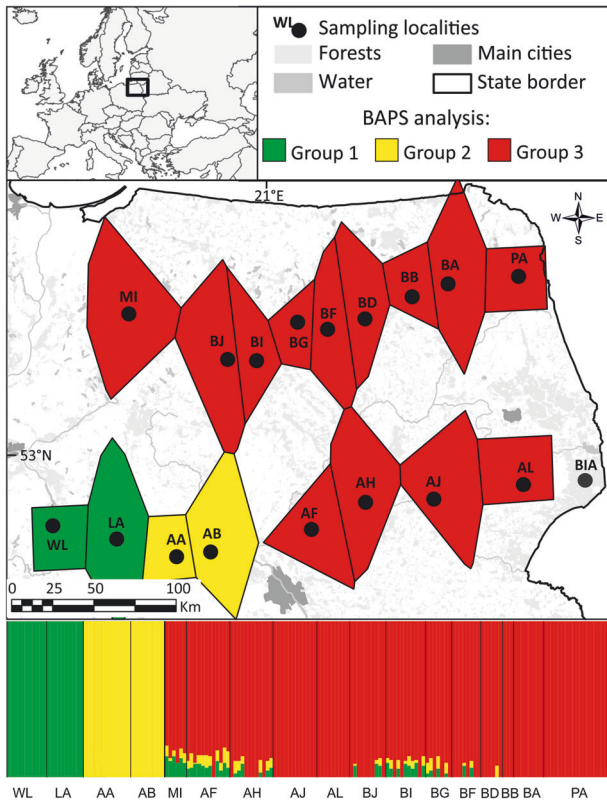 WL Sampling localities
Forests Main cities
Water State border
BAPS analysis:
Group 1 Group 2 Group 3
21°E
N
W E
S
PA
BA
BB
MI
BD
BF
BG
BJ BI
53°N
BIA
AL
AH
AJ
LA
AF
WL
AA AB
0 25 50 100
Km
WL LA AA AB MI AF AH AJ AL BJ BI BG BF BD BB BA PA